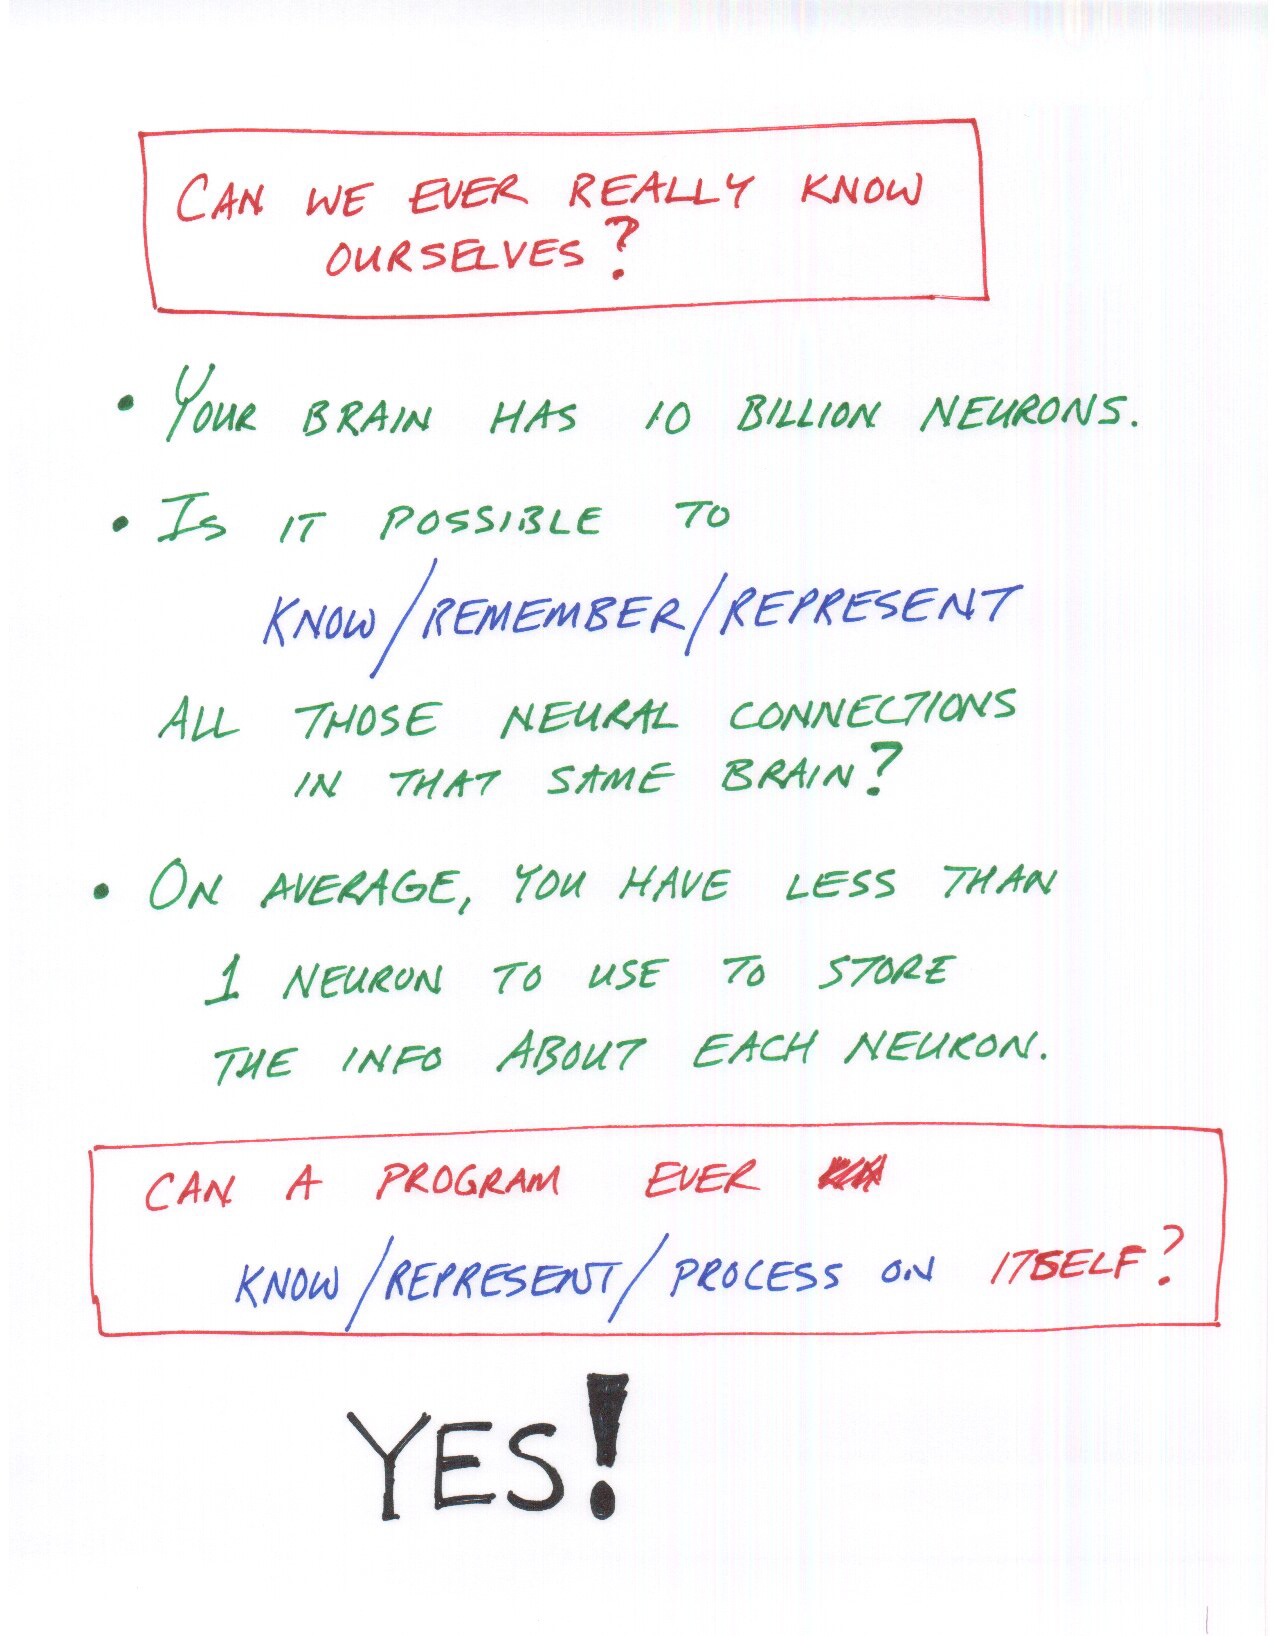 CAN WE EVER REALLY KNOW
OURSELVES?
• YOUR BRAIN HAS 10 BILLION NEURONS.
• IS IT POSSIBLE TO
KNOW/REMEMBER/REPRESENT
ALL THOSE NEURAL CONNECTIONS
IN THAT SAME BRAIN?
• ON AVERAGE, YOU HAVE LESS THAN
1 NEURON TO USE TO STORE
THE INFO ABOUT EACH NEURON.
CAN A PROGRAM EVER
KNOW/REPRESENT/PROCESS ON ITSELF?
YES!